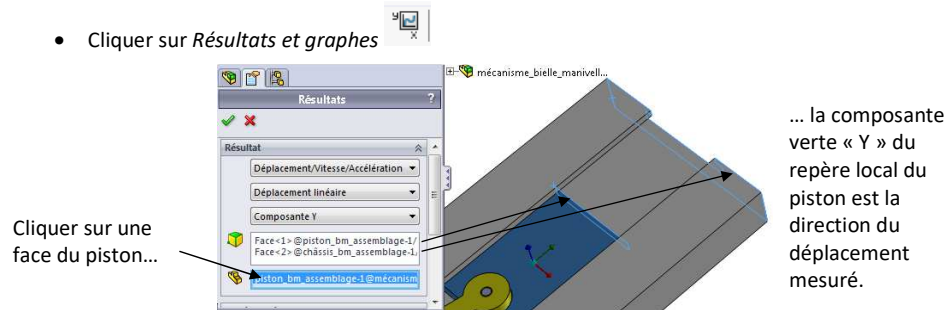 • Cliquer sur Résultats et graphes
y
x
mécanisme_bielle_manivell...
Résultats
?
Résultat
Déplacement/Vitesse/Accélération
Déplacement linéaire
Composante Y
Face<1>@piston_bm_assemblage-1/
Face<2>@châssis_bm_assemblage-1,
piston_bm_assemblage-1@mécanism
Cliquer sur une
face du piston…
… la composante
verte « Y » du
repère local du
piston est la
direction du
déplacement
mesuré.